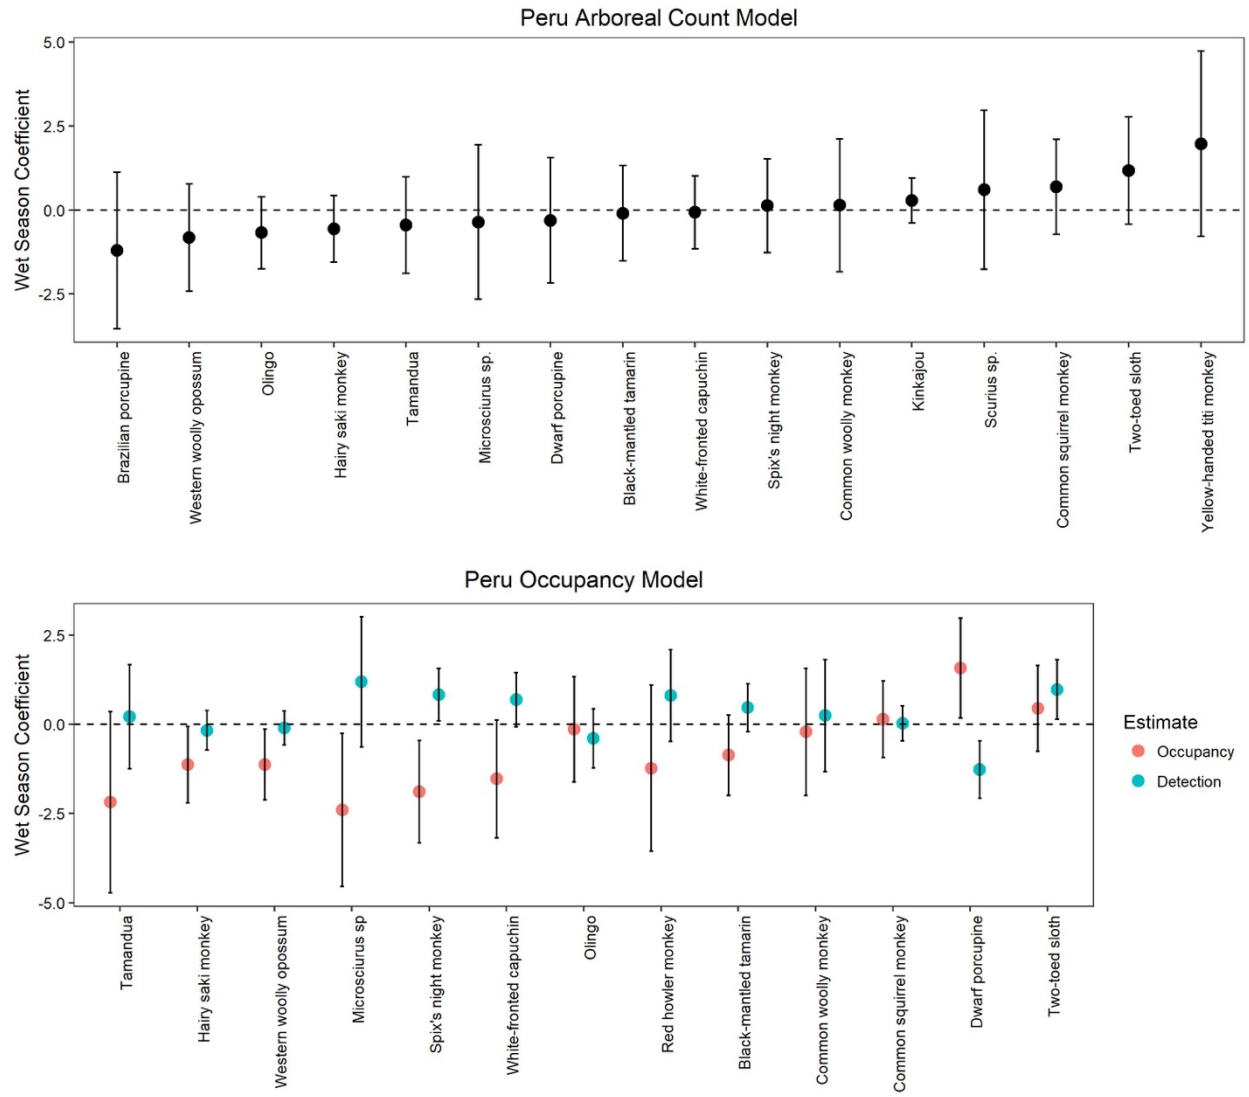 Peru Arboreal Count Model
Wet Season Coefficient
5.0
2.5
0.0
-2.5
Brazilian porcupine
Western woolly opossum
Olingo
Hairy saki monkey
Tamandua
Microsciurus sp.
Dwarf porcupine
Black-mantled tamarin
White-fronted capuchin
Spix's night monkey
Common woolly monkey
Kinkajou
Scurius sp.
Common squirrel monkey
Two-toed sloth
Yellow-handed titi monkey
Peru Occupancy Model
Wet Season Coefficient
2.5
0.0
-2.5
-5.0
Tamandua
Hairy saki monkey
Western woolly opossum
Microsciurus sp
Spix's night monkey
White-fronted capuchin
Olingo
Red howler monkey
Black-mantled tamarin
Common woolly monkey
Common squirrel monkey
Dwarf porcupine
Two-toed sloth
Estimate
Occupancy
Detection